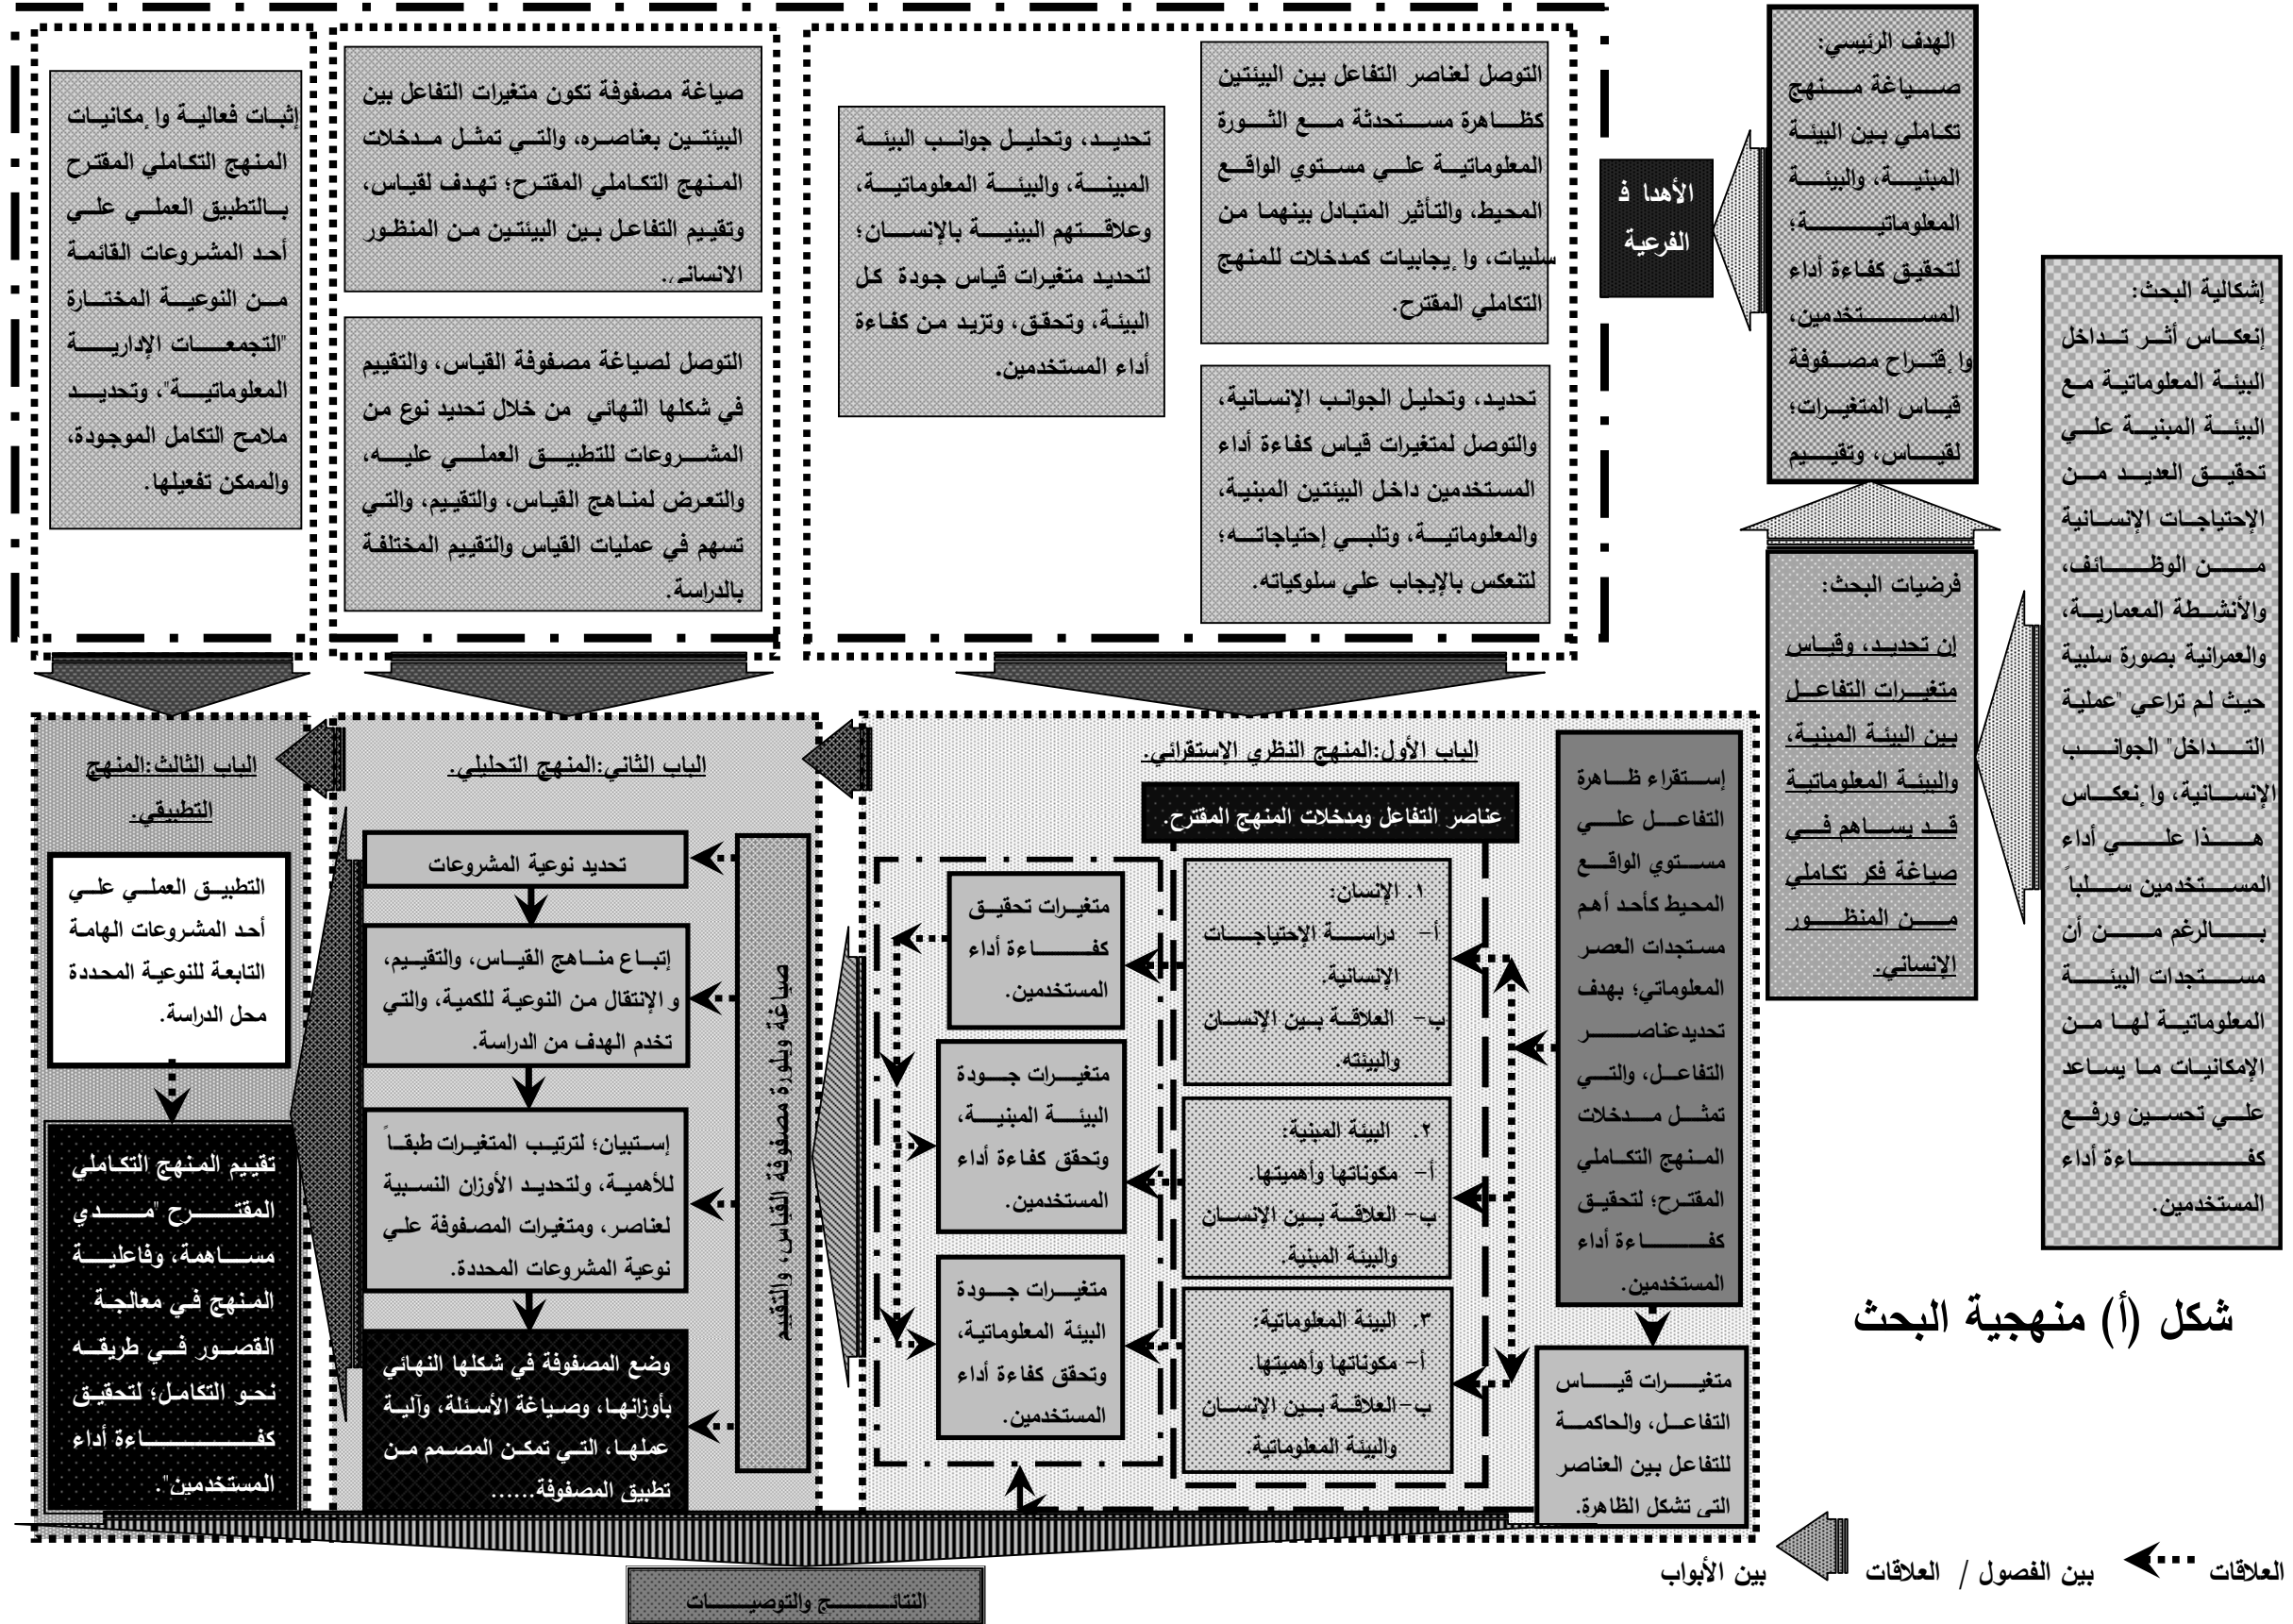 إشكالية البحث:
إنعكاس أثر تداخل
البيئة المعلوماتية مع
البيئة المبنية علي
تحقيق العديد من
الإحتياجات الإنسانية
من الوظائف،
والأنشطة المعمارية،
والعمرانية بصورة سلبية
حيث لم تراعي "عملية
التداخل" الجوانب
الإنسانية، وإنعكاس
هذا علي أداء
المستخدمين سلباً
بالرغم من أن
مستجدات البيئة
المعلوماتية لها من
الإمكانيات ما يساعد
علي تحسين ورفع
كفاءة أداء
المستخدمين.
فرضيات البحث:
إن تحديد، وقياس
متغيرات التفاعل
بين البيئة المبنية،
والبيئة المعلوماتية
قد يساهم في
صياغة فكر تكاملي
من المنظور
الإنساني.
الهدف الرئيسي:
صياغة منهج
تكاملي بين البيئة
المبنية، والبيئة
المعلوماتية؛
لتحقيق كفاءة أداء
المستخدمين،
وإقتراح مصفوفة
قياس المتغيرات؛
لقياس، وتقييم
الأهدا ف
الفرعية
التوصل لعناصر التفاعل بين البيئتين
كظاهرة مستحدثة مع الثورة
المعلوماتية علي مستوي الواقع
المحيط، والتأثير المتبادل بينهما من
سلبيات، وإيجابيات كمدخلات للمنهج
التكاملي المقترح.
تحديد، وتحليل الجوانب الإنسانية،
والتوصل لمتغيرات قياس كفاءة أداء
المستخدمين داخل البيئتين المبنية،
والمعلوماتية، وتلبي إحتياجاته؛
لتنعكس بالإيجاب علي سلوكياته.
تحديد، وتحليل جوانب البيئة
المبينة، والبيئة المعلوماتية،
وعلاقتهم البينية بالإنسان؛
لتحديد متغيرات قياس جودة كل
البيئة، وتحقق، وتزيد من كفاءة
أداء المستخدمين.
صياغة مصفوفة تكون متغيرات التفاعل بين
البيئتين بعناصره، والتي تمثل مدخلات
المنهج التكاملي المقترح؛ تهدف لقياس،
وتقييم التفاعل بين البيئتين من المنظور
الانساني.
التوصل لصياغة مصفوفة القياس، والتقييم
في شكلها النهائي من خلال تحديد نوع من
المشروعات للتطبيق العملي عليه،
والتعرض لمناهج القياس، والتقييم، والتي
تسهم في عمليات القياس والتقييم المختلفة
بالدراسة.
إثبات فعالية وإمكانيات
المنهج التكاملي المقترح
بالتطبيق العملي علي
أحد المشروعات القائمة
من النوعية المختارة
"التجمعات الإدارية
المعلوماتية"، وتحديد
ملامح التكامل الموجودة،
والممكن تفعيلها.
الباب الأول:المنهج النظري الإستقرائي.
إستقراء ظاهرة
التفاعل علي
مستوي الواقع
المحيط كأحد أهم
مستجدات العصر
المعلوماتي؛ بهدف
تحديدعناصر
التفاعل، والتي
تمثل مدخلات
المنهج التكاملي
المقترح؛ لتحقيق
كفاءة أداء
المستخدمين.
متغيرات قياس
التفاعل، والحاكمة
للتفاعل بين العناصر
التي تشكل الظاهرة.
عناصر التفاعل ومدخلات المنهج المقترح.
١. الإنسان:
أ- دراسة الإحتياجات
الإنسانية.
ب- العلاقة بين الإنسان
والبيئته.
٢. البيئة المبنية:
أ- مكوناتها وأهميتها.
ب- العلاقة بين الإنسان
والبيئة المبنية.
٣. البيئة المعلوماتية:
أ- مكوناتها وأهميتها.
ب-العلاقة بين الإنسان
والبيئة المعلوماتية.
متغيرات تحقيق
كفاءة أداء
المستخدمين.
متغيرات جودة
البيئة المبنية،
وتحقق كفاءة أداء
المستخدمين.
متغيرات جودة
البيئة المعلوماتية،
وتحقق كفاءة أداء
المستخدمين.
الباب الثاني:المنهج التحليلي.
صياغة وبلورة مصفوفة القياس، والتقييم
تحديد نوعية المشروعات
إتباع مناهج القياس، والتقييم،
و الإنتقال من النوعية للكمية، والتي
تخدم الهدف من الدراسة.
إستبيان؛ لترتيب المتغيرات طبقاً
للأهمية، ولتحديد الأوزان النسبية
لعناصر، ومتغيرات المصفوفة علي
نوعية المشروعات المحددة.
وضع المصفوفة في شكلها النهائي
بأوزانها، وصياغة الأسئلة، وآلية
عملها، التي تمكن المصمم من
تطبيق المصفوفة......
الباب الثالث:المنهج
التطبيقي.
التطبيق العملي علي
أحد المشروعات الهامة
التابعة للنوعية المحددة
محل الدراسة.
تقييم المنهج التكاملي
المقترح "مدي
مساهمة، وفاعلية
المنهج في معالجة
القصور في طريقه
نحو التكامل؛ لتحقيق
كفاءة أداء
المستخدمين".
النتائج والتوصيات
شكل (أ) منهجية البحث
العلاقات بين الفصول / العلاقات بين الأبواب